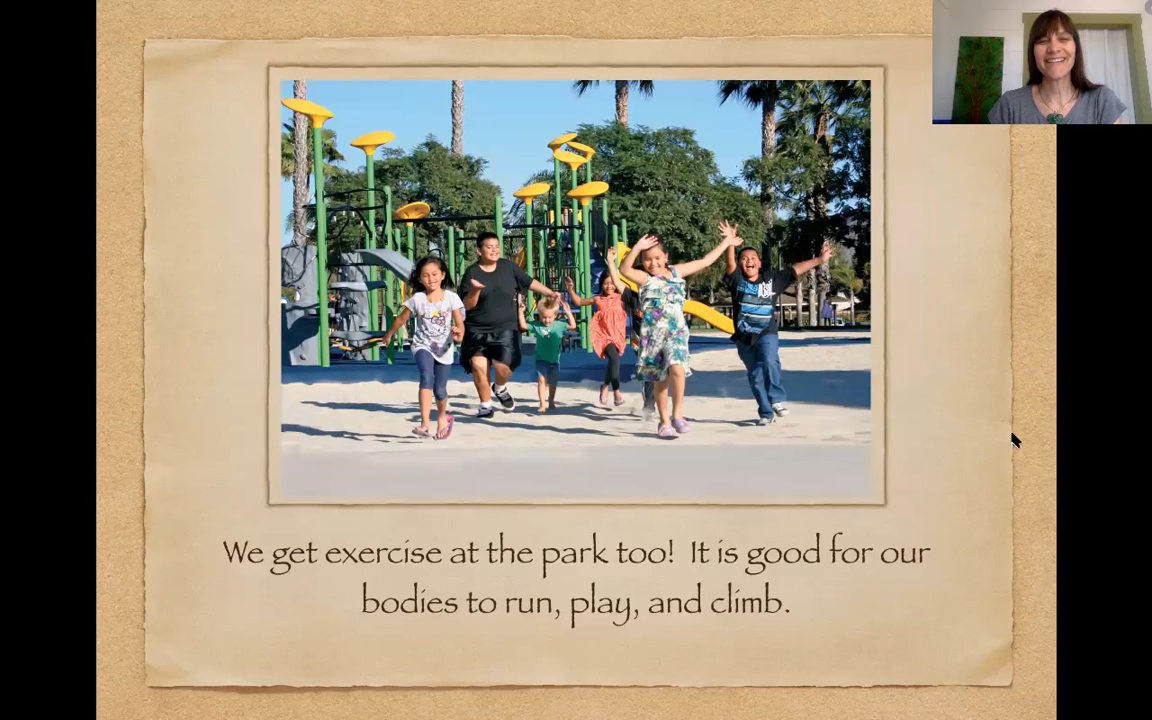 We get exercise at the park too! It is good for our
bodies to run, play, and climb.